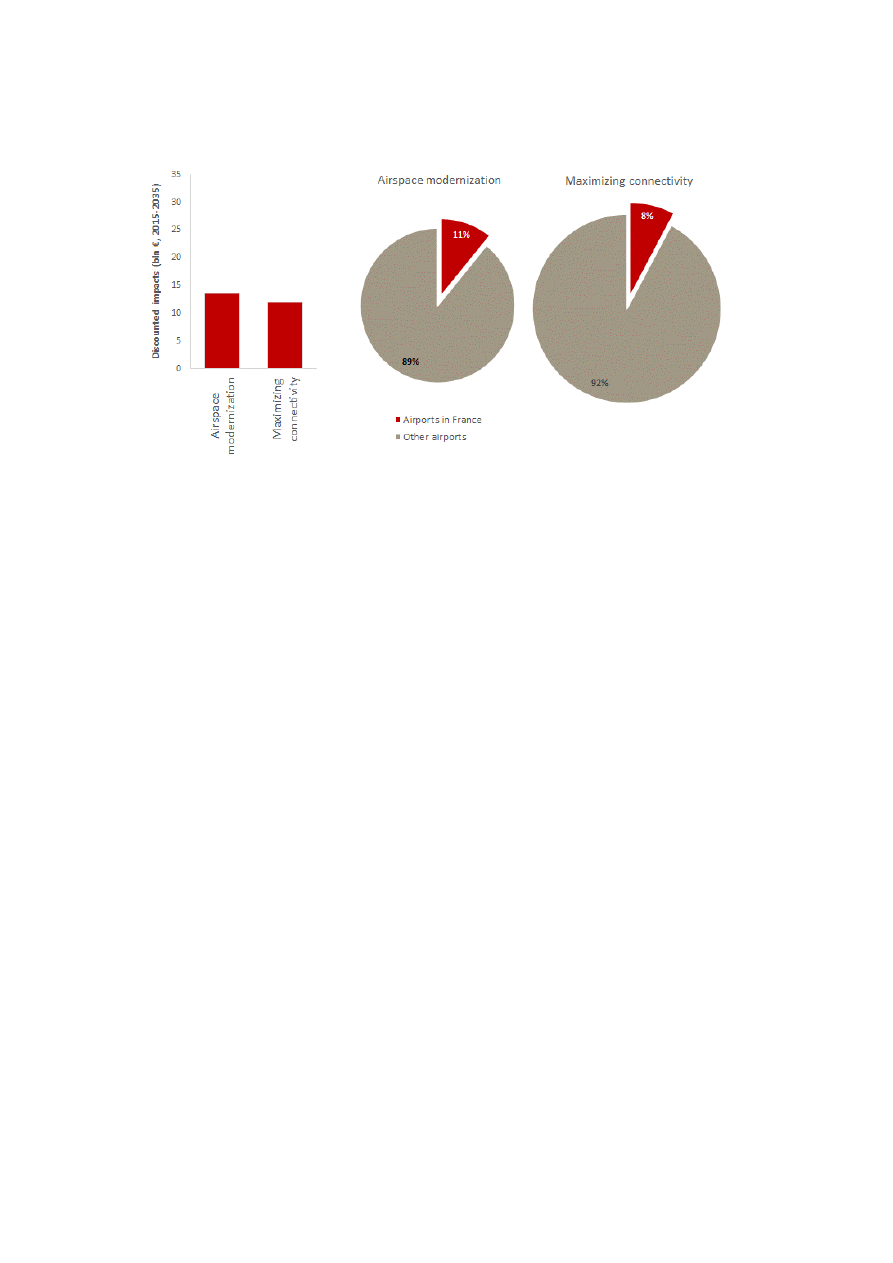 Discounted impacts (bln €, 2015-2035)
35
30
25
20
15
10
5
0
Airspace
modernization
Maximizing
connectivity
Airspace modernization
11%
89%
Maximizing connectivity
8%
92%
Airports in France
Other airports